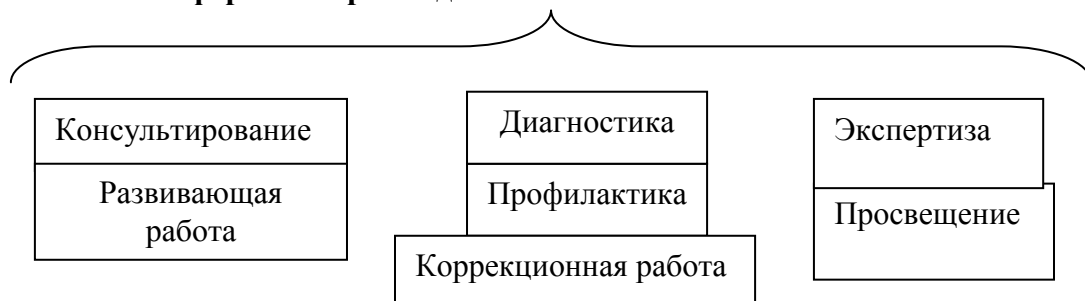 Консультирование
Развивающая
работа
Диагностика
Профилактика
Коррекционная работа
Экспертиза
Просвещение